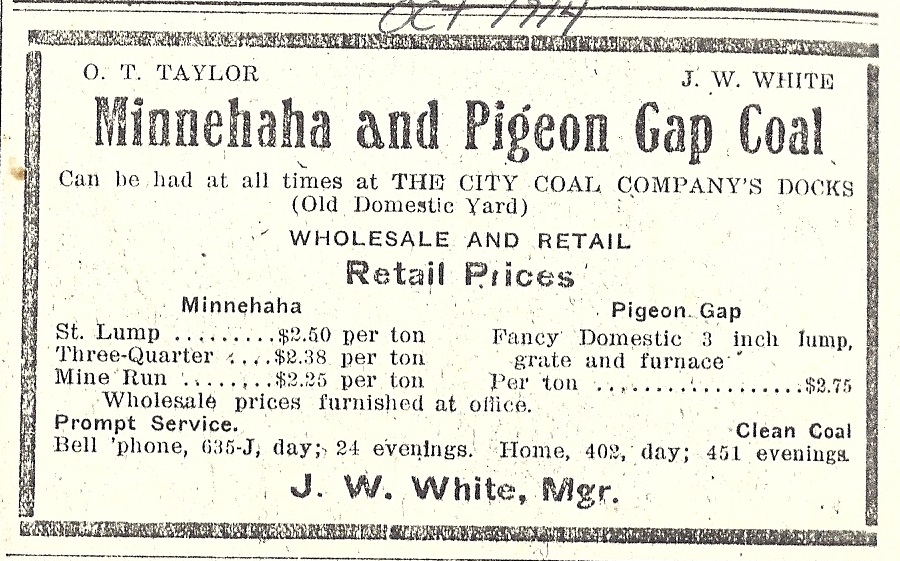 Oct 1914
O. T. TAYLOR J. W. WHITE
Minnehaha and Pigeon Gap Coal
Can be had at all times at THE CITY COAL COMPANY'S DOCKS
(Old Domestic Yard)
WHOLESALE AND RETAIL
Retail Prices
Minnehaha Pigeon Gap
St. Lump .........$2.50 per ton Fancy Domestic 3 inch lump,
Three-Quarter ....$2.38 per ton grate and furnace
Mine Run ........$2.25 per ton Per ton ..................$2.75
Wholesale prices furnished at office.
Prompt Service. Clean Coal
Bell 'phone, 635-J, day; 24 evenings. Home, 402, day; 451 evenings.
J. W. White, Mgr.